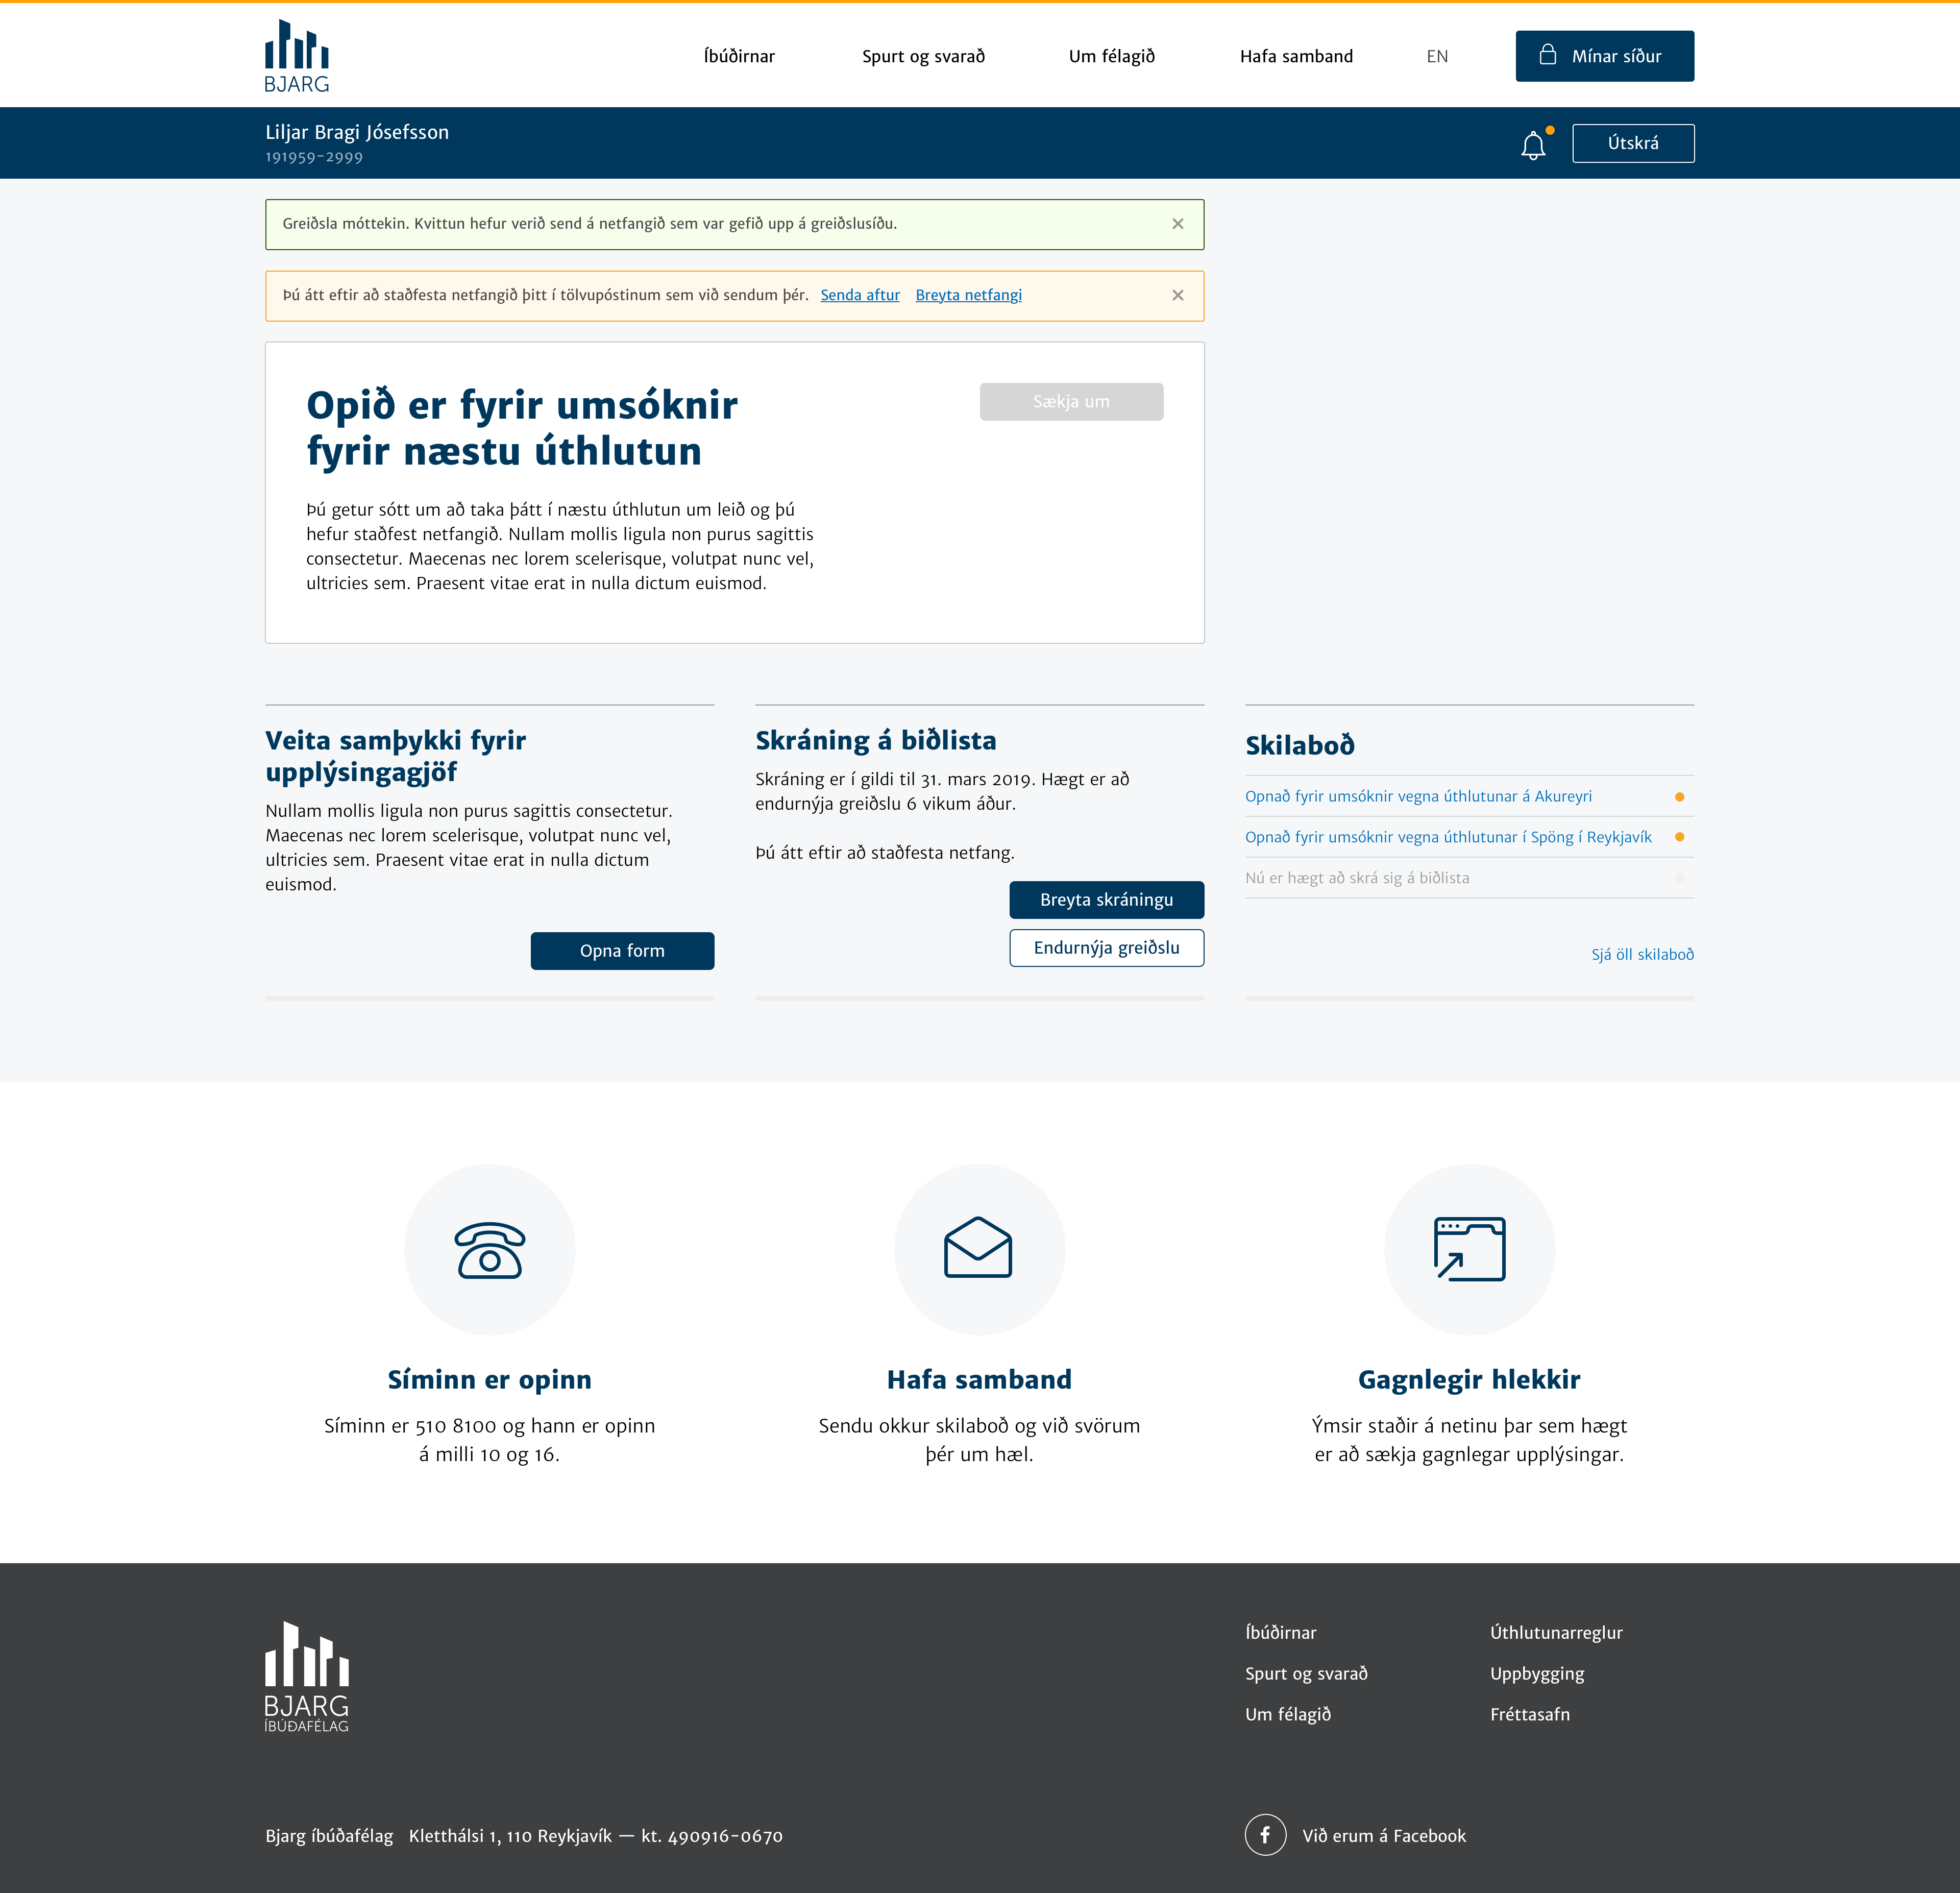 BJARG
Íbúðirnar
Spurt og svarað
Um félagið
Hafa samband
EN
Mínar síður
Liljar Bragi Jósefsson
191959-2999
Útskrá
Greiðsla móttekin. Kvittun hefur verið send á netfangið sem var gefið upp á greiðslusíðu.
Þú átt eftir að staðfesta netfangið þitt í tölvupóstinum sem við sendum þér. Senda aftur Breyta netfangi
Opið er fyrir umsóknir
fyrir næstu úthlutun
Sækja um
Þú getur sótt um að taka þátt í næstu úthlutun um leið og þú
hefur staðfest netfangið. Nullam mollis ligula non purus sagittis
consectetur. Maecenas nec lorem scelerisque, volutpat nunc vel,
ultricies sem. Praesent vitae erat in nulla dictum euismod.
Veita samþykki fyrir
upplýsingagjöf
Nullam mollis ligula non purus sagittis consectetur.
Maecenas nec lorem scelerisque, volutpat nunc vel,
ultricies sem. Praesent vitae erat in nulla dictum
euismod.
Opna form
Skráning á biðlista
Skráning er í gildi til 31. mars 2019. Hægt er að
endurnýja greiðslu 6 vikum áður.
Þú átt eftir að staðfesta netfang.
Breyta skráningu
Endurnýja greiðslu
Skilaboð
Opnað fyrir umsóknir vegna úthlutunar á Akureyri
Opnað fyrir umsóknir vegna úthlutunar í Spöng í Reykjavík
Nú er hægt að skrá sig á biðlista
Sjá öll skilaboð
Síminn er opinn
Síminn er 510 8100 og hann er opinn
á milli 10 og 16.
Hafa samband
Sendu okkur skilaboð og við svörum
þér um hæl.
Gagnlegir hlekkir
Ýmsir staðir á netinu þar sem hægt
er að sækja gagnlegar upplýsingar.
BJARG
ÍBÚÐAFÉLAG
Íbúðirnar
Spurt og svarað
Um félagið
Úthlutunarreglur
Uppbygging
Fréttasafn
Bjarg íbúðafélag Kletthálsi 1, 110 Reykjavík — kt. 490916-0670
Við erum á Facebook